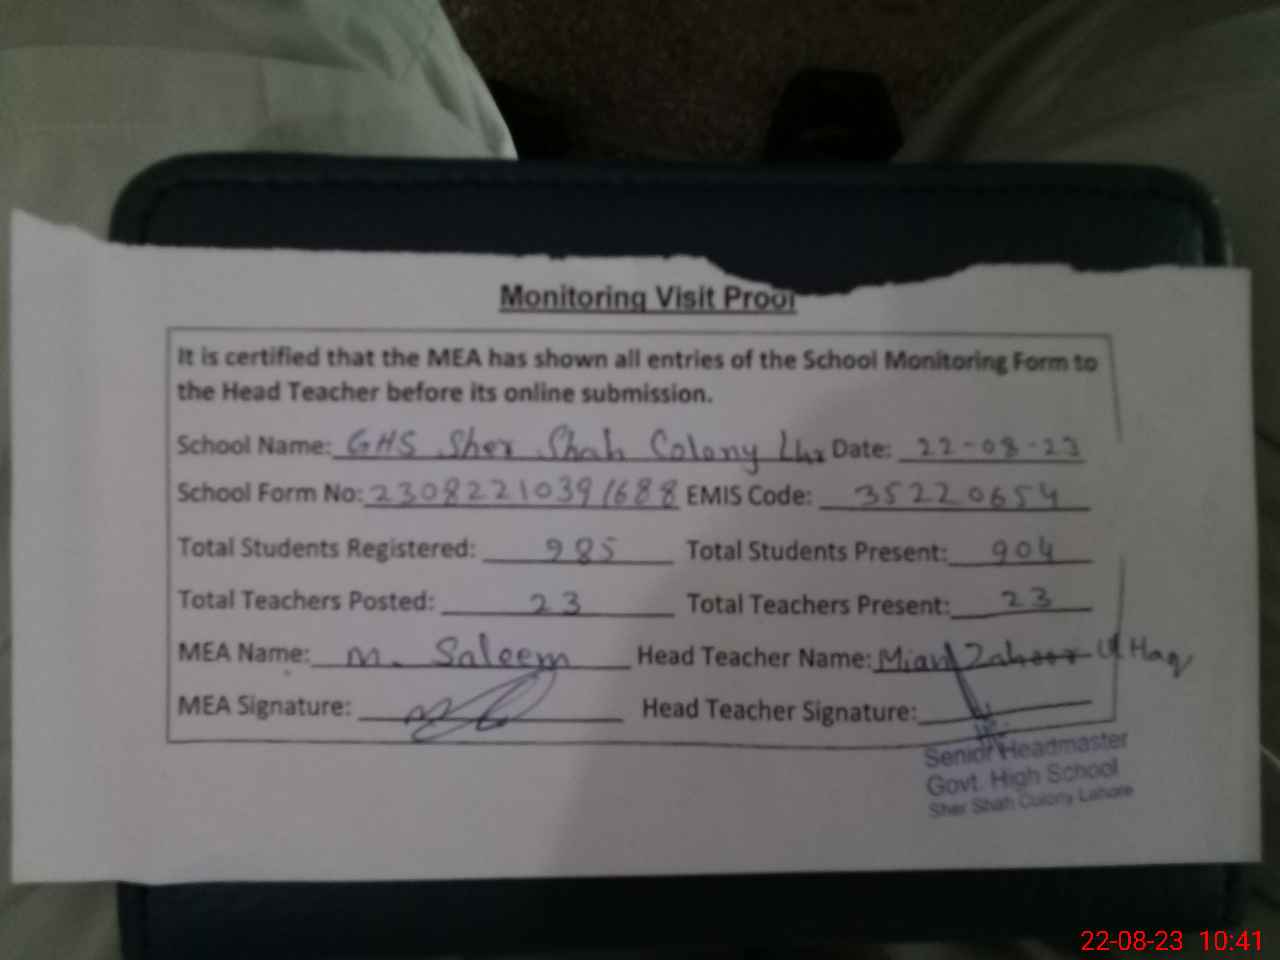 Monitoring Visit Proof
It is certified that the MEA has shown all entries of the School Monitoring Form to
the Head Teacher before its online submission.
School Name: GHS Sher Shah Colony Lhr Date: 22-08-23
School Form No: 23082210391688 EMIS Code: 35220654
Total Students Registered: 985 Total Students Present: 904
Total Teachers Posted: 23 Total Teachers Present: 23
MEA Name: M. Saleem Head Teacher Name: Mian Zahoor Ul Haq
MEA Signature: Head Teacher Signature:
Senior Headmaster
Govt. High School
Sher Shah Colony Lahore
22-08-23 10:41